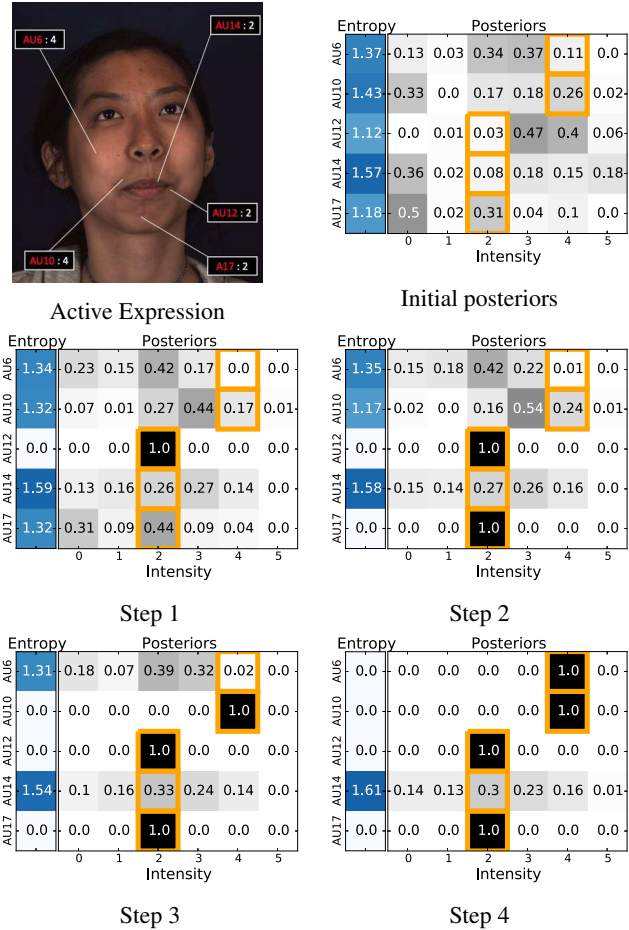 AU14 : 2
AU6 : 4
AU12 : 2
AU10 : 4
A17 : 2
Active Expression
Entropy Posteriors
AU6 1.37 0.13 0.03 0.34 0.37 0.11 0.0
AU10 1.43 0.33 0.0 0.17 0.18 0.26 0.02
AU12 1.12 0.0 0.01 0.03 0.47 0.4 0.06
AU14 1.57 0.36 0.02 0.08 0.18 0.15 0.18
AU17 1.18 0.5 0.02 0.31 0.04 0.1 0.0
0 1 2 3 4 5
Intensity
Initial posteriors
Entropy Posteriors
AU6 1.34 0.23 0.15 0.42 0.17 0.0 0.0
AU10 1.32 0.07 0.01 0.27 0.44 0.17 0.01
AU12 0.0 0.0 0.0 1.0 0.0 0.0 0.0
AU14 1.59 0.13 0.16 0.26 0.27 0.14 0.0
AU17 1.32 0.31 0.09 0.44 0.09 0.04 0.0
0 1 2 3 4 5
Intensity
Step 1
Entropy Posteriors
AU6 1.35 0.15 0.18 0.42 0.22 0.01 0.0
AU10 1.17 0.02 0.0 0.16 0.54 0.24 0.01
AU12 0.0 0.0 0.0 1.0 0.0 0.0 0.0
AU14 1.58 0.15 0.14 0.27 0.26 0.16 0.0
AU17 0.0 0.0 0.0 1.0 0.0 0.0 0.0
0 1 2 3 4 5
Intensity
Step 2
Entropy Posteriors
AU6 1.31 0.18 0.07 0.39 0.32 0.02 0.0
AU10 0.0 0.0 0.0 0.0 0.0 1.0 0.0
AU12 0.0 0.0 0.0 1.0 0.0 0.0 0.0
AU14 1.54 0.1 0.16 0.33 0.24 0.14 0.0
AU17 0.0 0.0 0.0 1.0 0.0 0.0 0.0
0 1 2 3 4 5
Intensity
Step 3
Entropy Posteriors
AU6 0.0 0.0 0.0 0.0 0.0 1.0 0.0
AU10 0.0 0.0 0.0 0.0 0.0 1.0 0.0
AU12 0.0 0.0 0.0 1.0 0.0 0.0 0.0
AU14 1.61 0.14 0.13 0.3 0.23 0.16 0.01
AU17 0.0 0.0 0.0 1.0 0.0 0.0 0.0
0 1 2 3 4 5
Intensity
Step 4